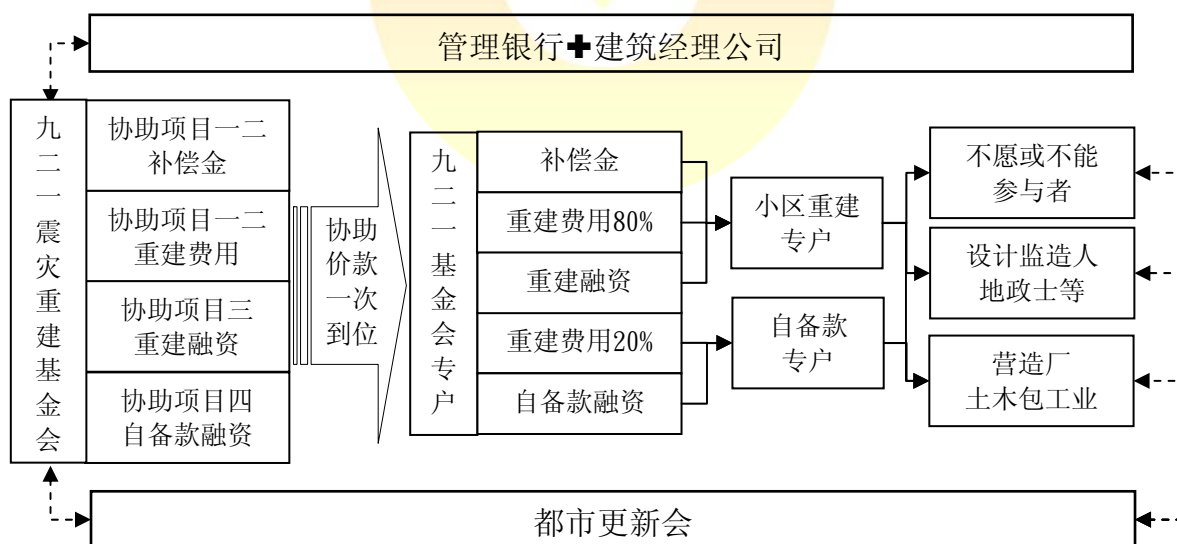 管理银行✚建筑经理公司
九二一震灾重建基金会
协助项目一二
补偿金
协助项目一二
重建费用
协助项目三
重建融资
协助项目四
自备款融资
协助
价款
一次
到位
九二一基金会专户
补偿金
重建费用80%
重建融资
重建费用20%
自备款融资
小区重建
专户
自备款
专户
不愿或不能
参与者
设计监造人
地政士等
营造厂
土木包工业
都市更新会